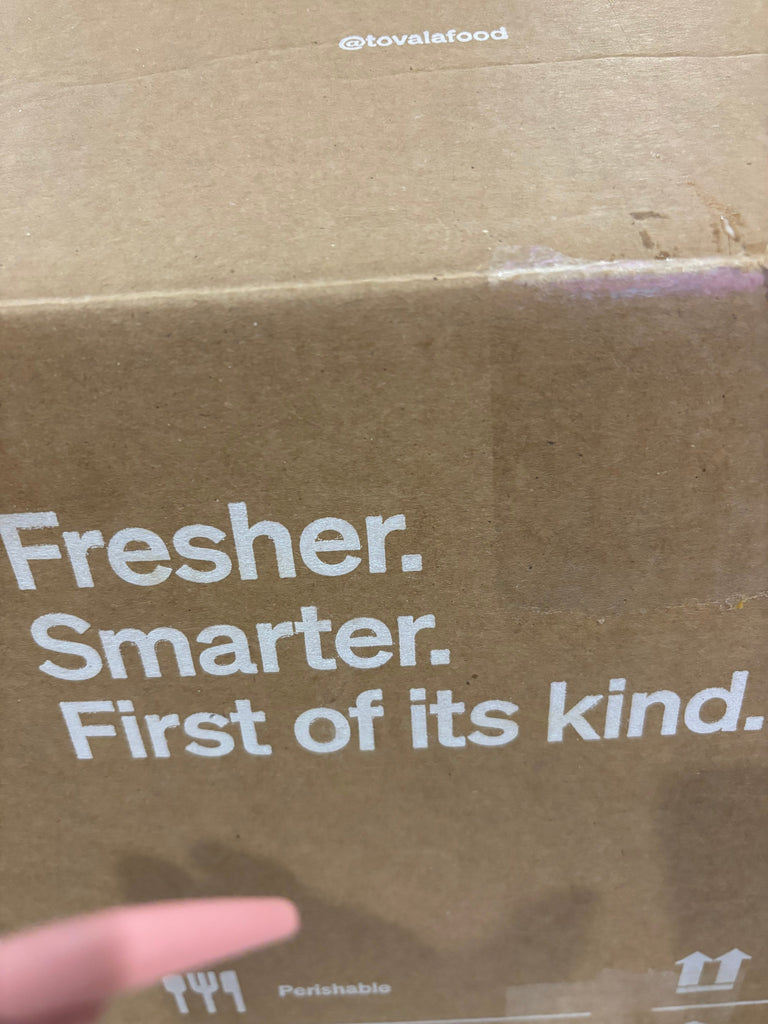 @tovalafood
Fresher.
Smarter.
First of its kind.
Perishable